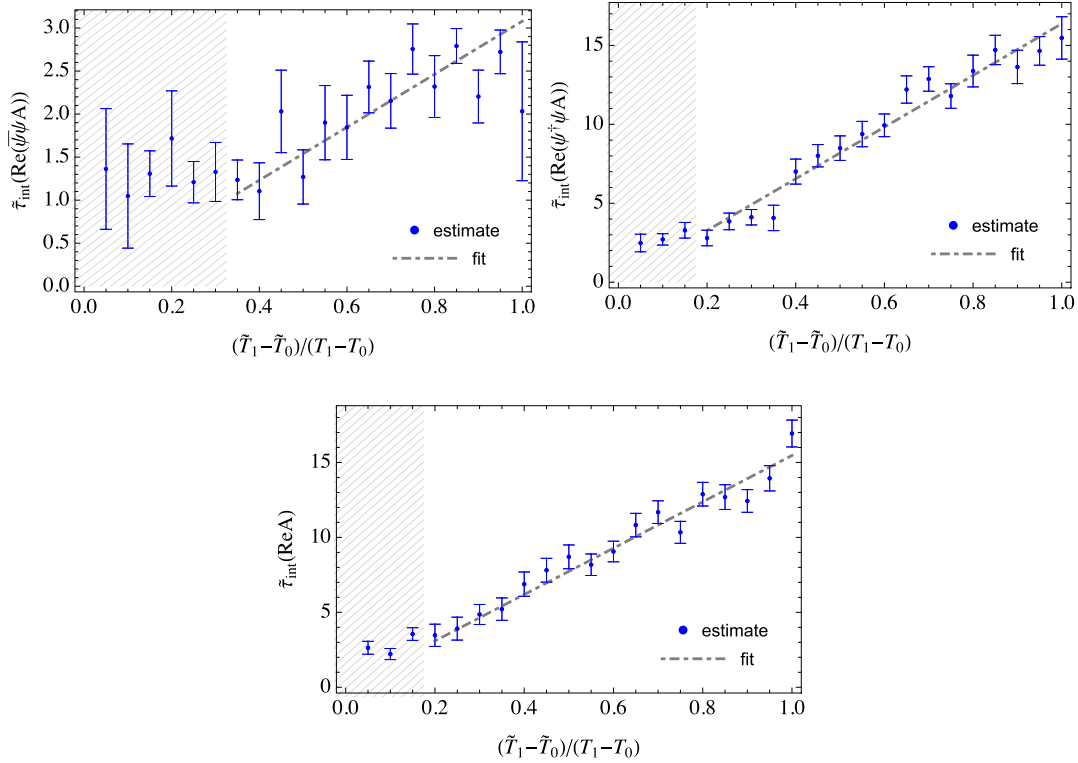 3.0
2.5
2.0
1.5
1.0
0.5
0.0
τ̃int(Re(ψ̄ψA))
estimate
fit
0.0 0.2 0.4 0.6 0.8 1.0
(T̃1−T̃0)/(T1−T0)
15
10
5
0
τ̃int(Re(ψ†ψA))
estimate
fit
0.0 0.2 0.4 0.6 0.8 1.0
(T̃1−T̃0)/(T1−T0)
15
10
5
0
τ̃int(ReA)
estimate
fit
0.0 0.2 0.4 0.6 0.8 1.0
(T̃1−T̃0)/(T1−T0)